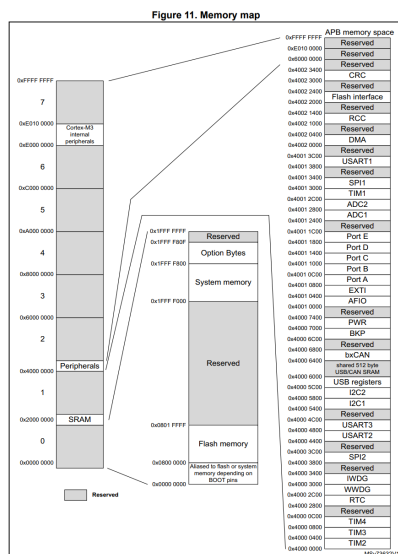 Figure 11. Memory map
APB memory space
0xFFFF FFFF
Reserved
0xE010 0000
Reserved
0x6000 0000
Reserved
0x4002 3400
CRC
0x4002 3000
Reserved
0x4002 2400
Flash interface
0x4002 2000
Reserved
0x4002 1400
RCC
0x4002 1000
Reserved
0x4002 0400
DMA
0x4002 0000
Reserved
0x4001 3C00
USART1
0x4001 3800
Reserved
0x4001 3400
SPI1
0x4001 3000
TIM1
0x4001 2C00
ADC2
0x4001 2800
ADC1
0x4001 2400
Reserved
0x4001 1C00
Port E
0x4001 1800
Port D
0x4001 1400
Port C
0x4001 1000
Port B
0x4001 0C00
Port A
0x4001 0800
EXTI
0x4001 0400
AFIO
0x4001 0000
Reserved
0x4000 7400
PWR
0x4000 7000
BKP
0x4000 6C00
Reserved
0x4000 6800
bxCAN
0x4000 6400
shared 512 byte
USB/CAN SRAM
0x4000 6000
USB registers
0x4000 5C00
I2C2
0x4000 5800
I2C1
0x4000 5400
Reserved
0x4000 4C00
USART3
0x4000 4800
USART2
0x4000 4400
Reserved
0x4000 3C00
SPI2
0x4000 3800
Reserved
0x4000 3400
IWDG
0x4000 3000
WWDG
0x4000 2C00
RTC
0x4000 2800
Reserved
0x4000 0C00
TIM4
0x4000 0800
TIM3
0x4000 0400
TIM2
0x4000 0000
0xFFFF FFFF
7
0xE010 0000
Cortex-M3
internal
peripherals
0xE000 0000
6
0xC000 0000
5
0xA000 0000
4
0x8000 0000
3
0x6000 0000
2
Peripherals
0x4000 0000
1
SRAM
0x2000 0000
0
0x0000 0000
0x1FFF FFFF
Reserved
0x1FFF F80F
Option Bytes
0x1FFF F800
System memory
0x1FFF F000
Reserved
0x0801 FFFF
Flash memory
0x0800 0000
Aliased to flash or system
memory depending on
BOOT pins
0x0000 0000
Reserved